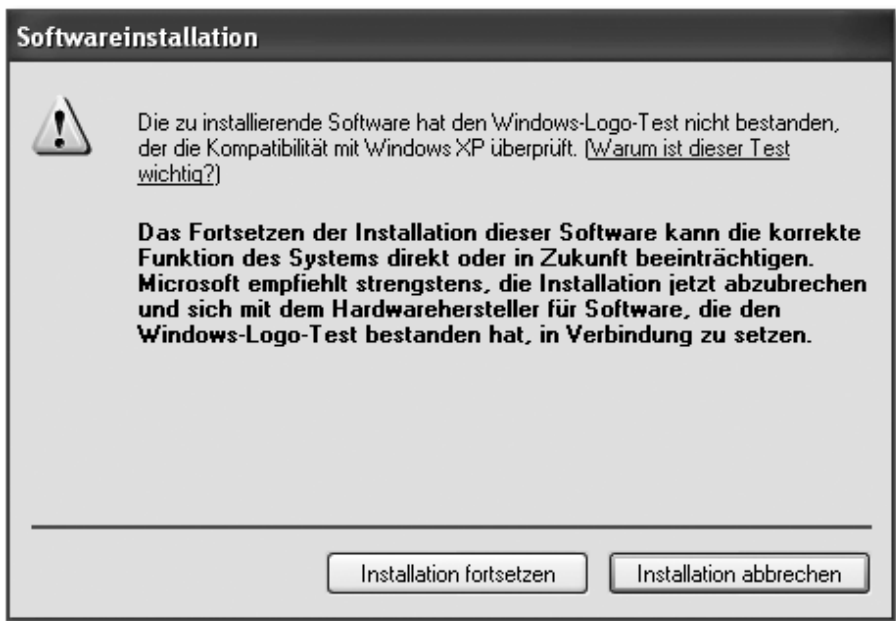 Softwareinstallation
Die zu installierende Software hat den Windows-Logo-Test nicht bestanden,
der die Kompatibilität mit Windows XP überprüft. (Warum ist dieser Test
wichtig?)
Das Fortsetzen der Installation dieser Software kann die korrekte
Funktion des Systems direkt oder in Zukunft beeinträchtigen.
Microsoft empfiehlt strengstens, die Installation jetzt abzubrechen
und sich mit dem Hardwarehersteller für Software, die den
Windows-Logo-Test bestanden hat, in Verbindung zu setzen.
Installation fortsetzen
Installation abbrechen